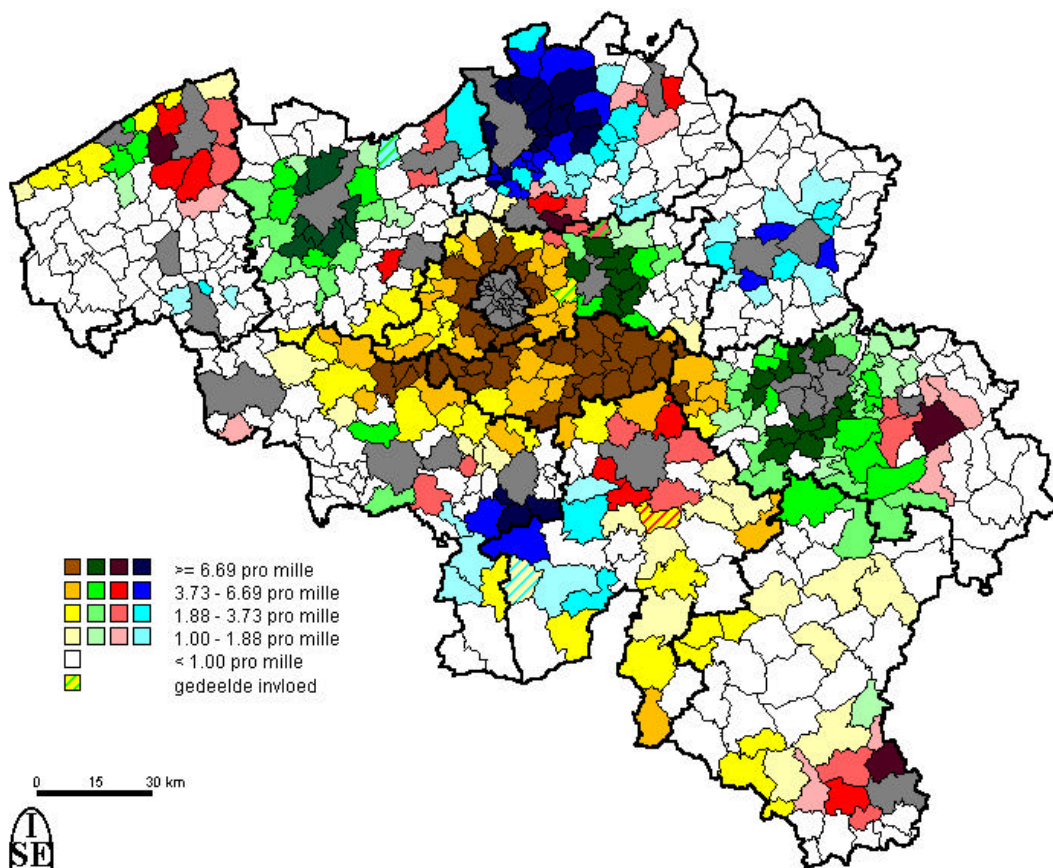 >= 6.69 pro mille
3.73 - 6.69 pro mille
1.88 - 3.73 pro mille
1.00 - 1.88 pro mille
< 1.00 pro mille
gedeelde invloed
0 15 30 km
I
SE